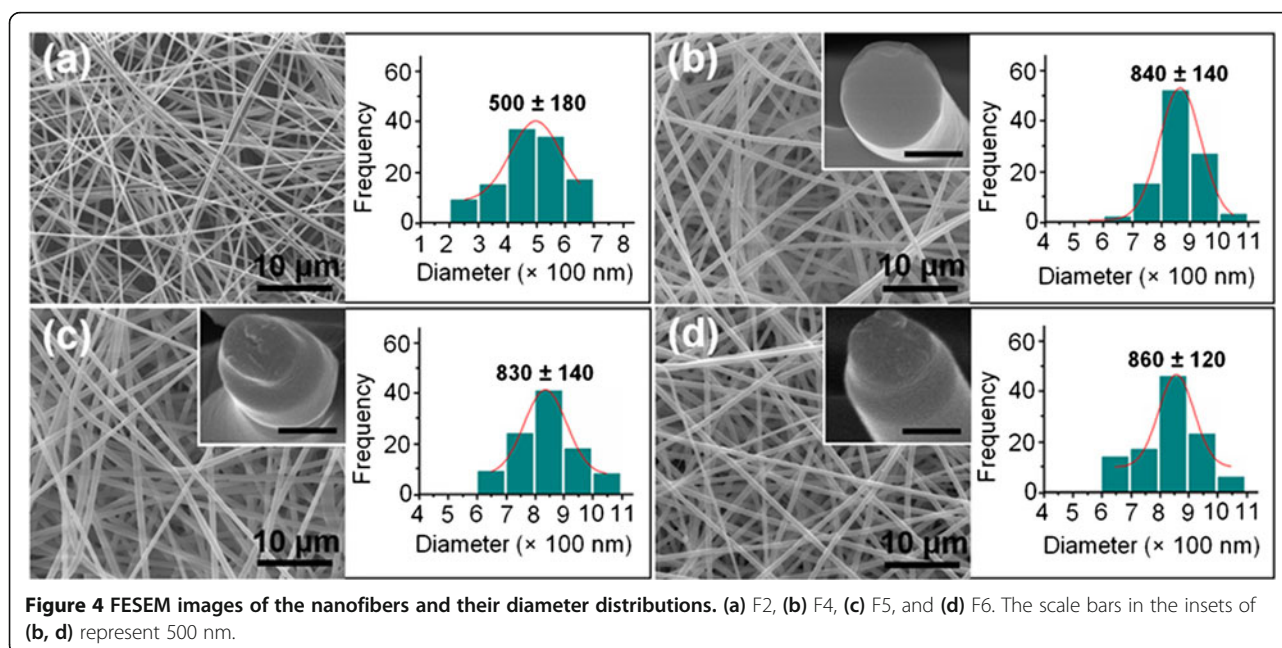 (a)
60
40
20
0
Frequency
500 ± 180
1 2 3 4 5 6 7 8
Diameter (× 100 nm)
10 µm
(b)
60
40
20
0
Frequency
840 ± 140
4 5 6 7 8 9 10 11
Diameter (× 100 nm)
10 µm
(c)
60
40
20
0
Frequency
830 ± 140
4 5 6 7 8 9 10 11
Diameter (× 100 nm)
10 µm
(d)
60
40
20
0
Frequency
860 ± 120
4 5 6 7 8 9 10 11
Diameter (× 100 nm)
10 µm
Figure 4 FESEM images of the nanofibers and their diameter distributions. (a) F2, (b) F4, (c) F5, and (d) F6. The scale bars in the insets of
(b, d) represent 500 nm.